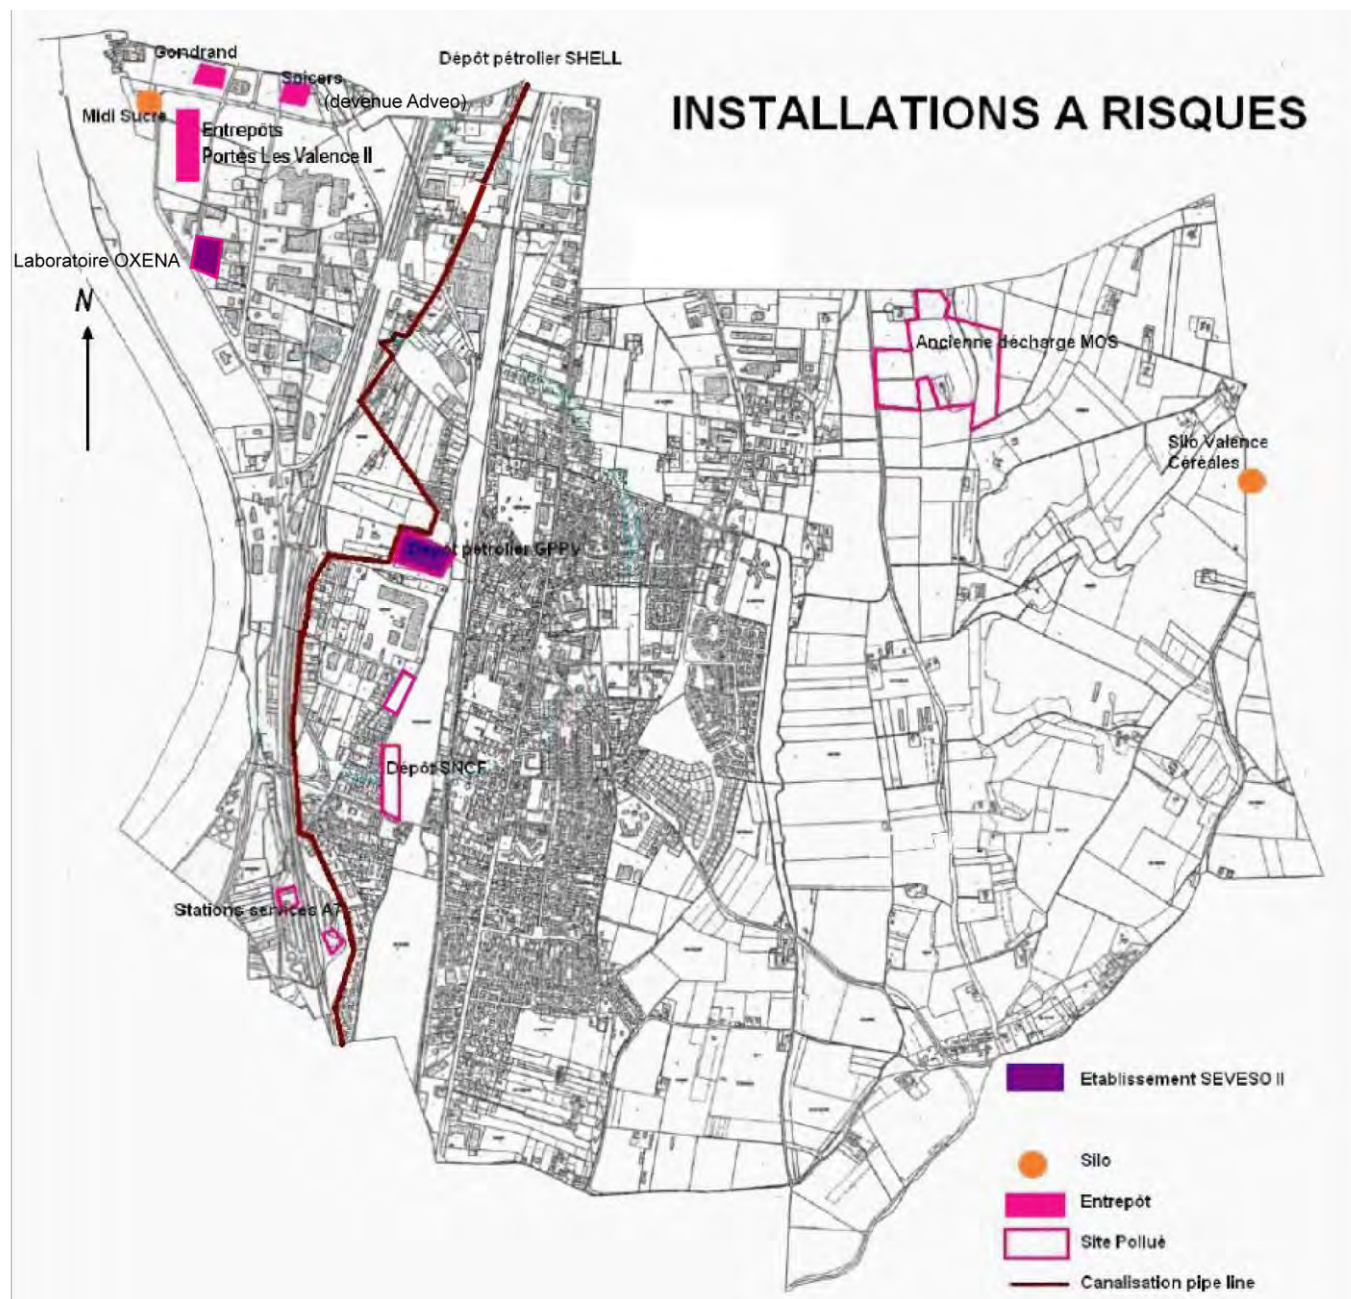 Gondrand
Dépôt pétrolier SHELL
Spicers
(devenue Adveo)
INSTALLATIONS A RISQUES
Midi Sucre
Entrepôts
Portes Les Valence II
Laboratoire OXENA
N
Ancienne décharge MOS
Silo Valence
Céréales
Dépôt pétrolier GPPV
Dépôt SNCF
Stations services A7
Etablissement SEVESO II
Silo
Entrepôt
Site Pollué
Canalisation pipe line